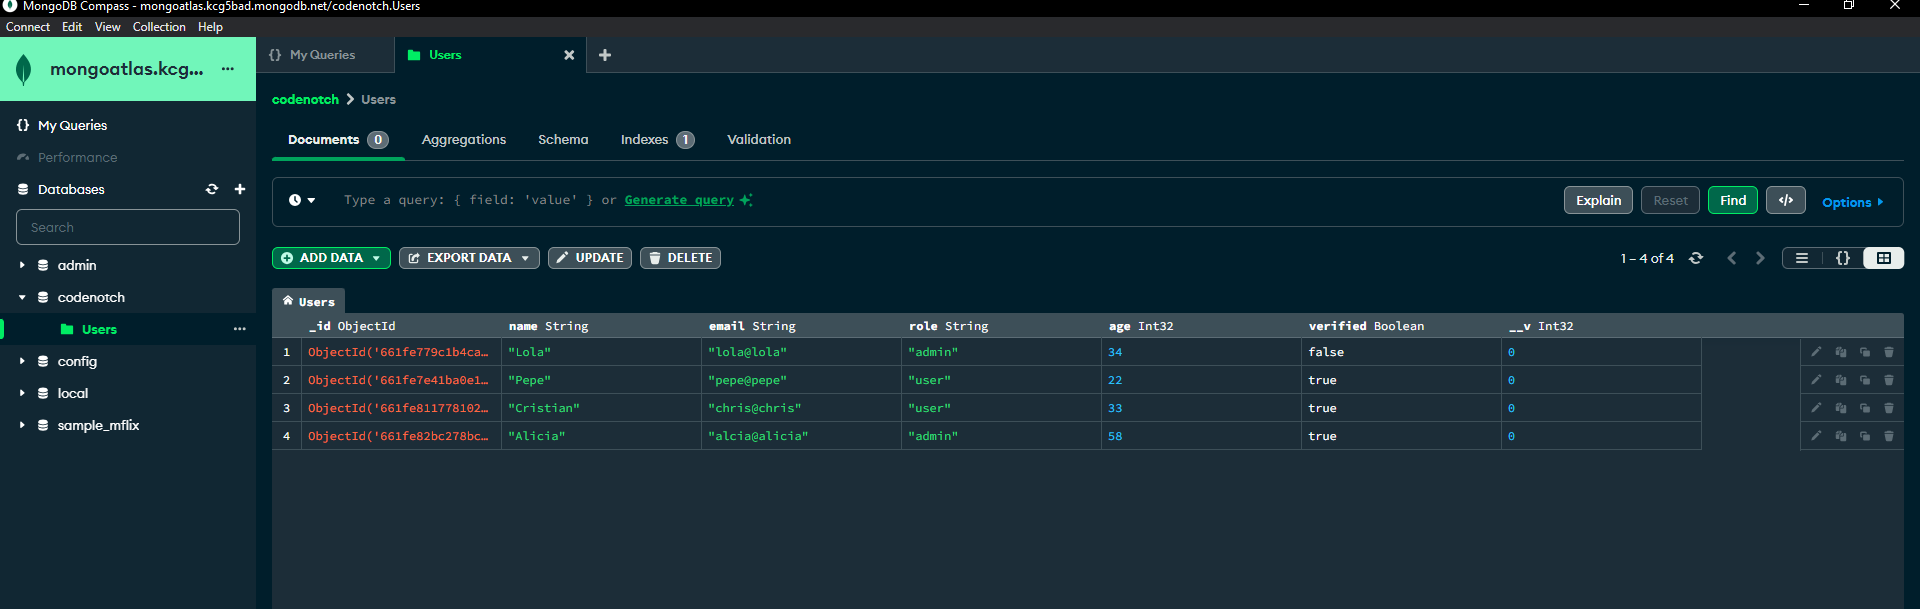 MongoDB Compass - mongoatlas.kcg5bad.mongodb.net/codenotch.Users
Connect Edit View Collection Help
mongoatlas.kcg... ...
{} My Queries
Users
My Queries
Performance
Databases
Search
admin
codenotch
Users ...
config
local
sample_mflix
codenotch > Users
Documents 0 Aggregations Schema Indexes 1 Validation
Type a query: { field: 'value' } or Generate query
Explain Reset Find </> Options
ADD DATA EXPORT DATA UPDATE DELETE
1 – 4 of 4 {}
Users
_id ObjectId name String email String role String age Int32 verified Boolean __v Int32
1 ObjectId('661fe779c1b4ca… "Lola" "lola@lola" "admin" 34 false 0
2 ObjectId('661fe7e41ba0e1… "Pepe" "pepe@pepe" "user" 22 true 0
3 ObjectId('661fe811778102… "Cristian" "chris@chris" "user" 33 true 0
4 ObjectId('661fe82bc278bc… "Alicia" "alcia@alicia" "admin" 58 true 0